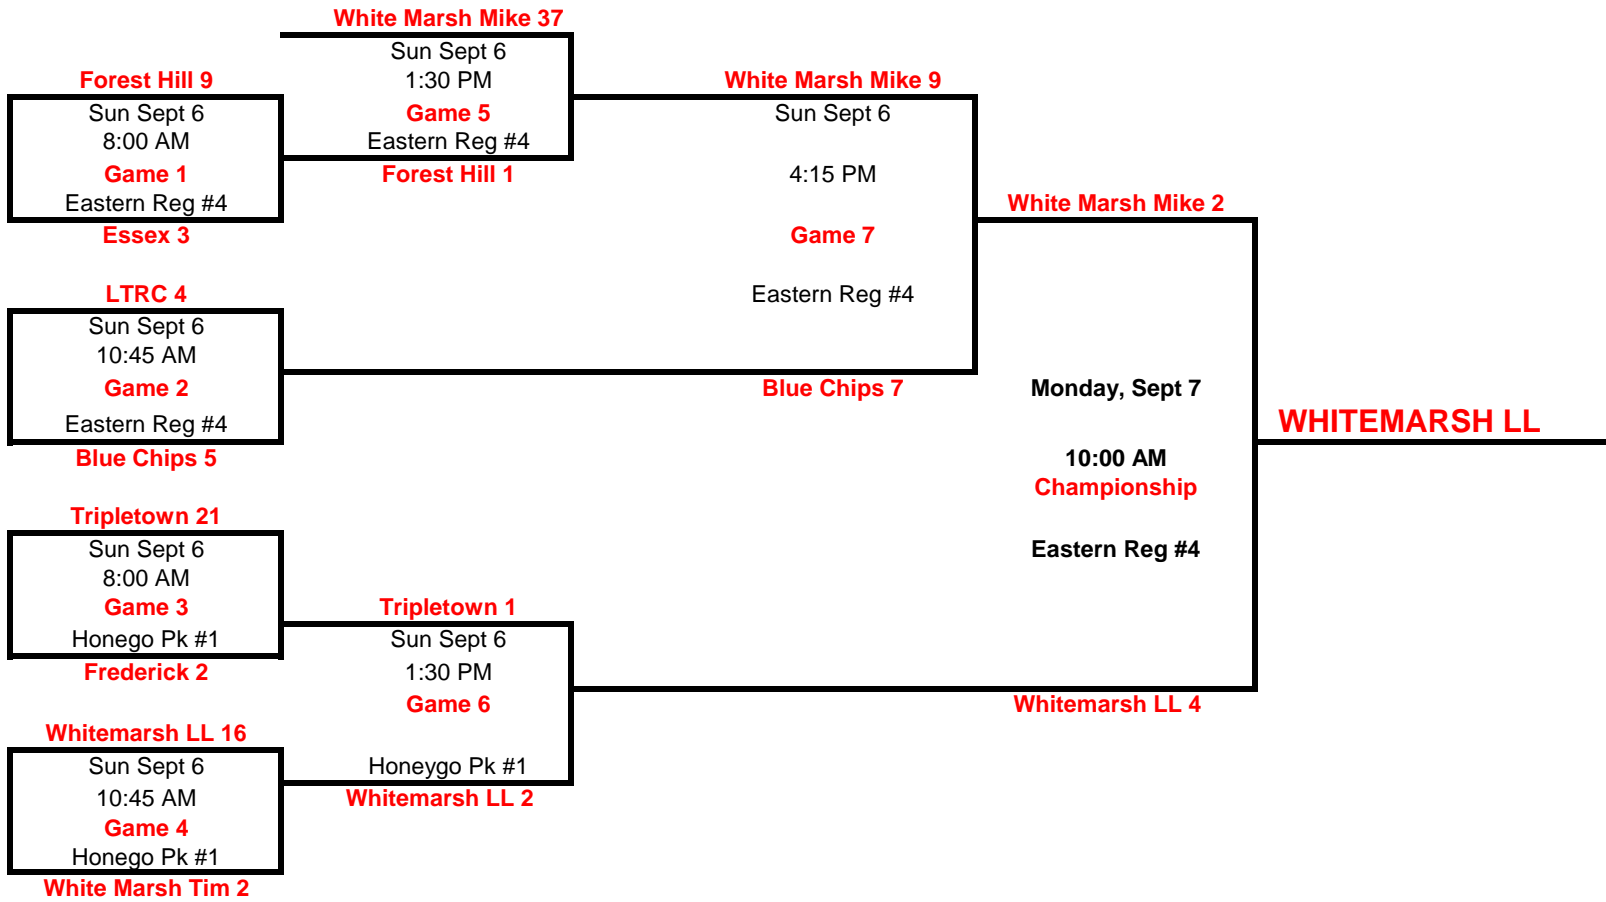 White Marsh Mike 37
Sun Sept 6
1:30 PM
Game 5
Eastern Reg #4
Forest Hill 1
Forest Hill 9
Sun Sept 6
8:00 AM
Game 1
Eastern Reg #4
Essex 3
White Marsh Mike 9
Sun Sept 6
4:15 PM
Game 7
Eastern Reg #4
Blue Chips 7
LTRC 4
Sun Sept 6
10:45 AM
Game 2
Eastern Reg #4
Blue Chips 5
White Marsh Mike 2
Monday, Sept 7
10:00 AM
Championship
Eastern Reg #4
Whitemarsh LL 4
WHITEMARSH LL
Tripletown 21
Sun Sept 6
8:00 AM
Game 3
Honego Pk #1
Frederick 2
Tripletown 1
Sun Sept 6
1:30 PM
Game 6
Honeygo Pk #1
Whitemarsh LL 2
Whitemarsh LL 16
Sun Sept 6
10:45 AM
Game 4
Honego Pk #1
White Marsh Tim 2